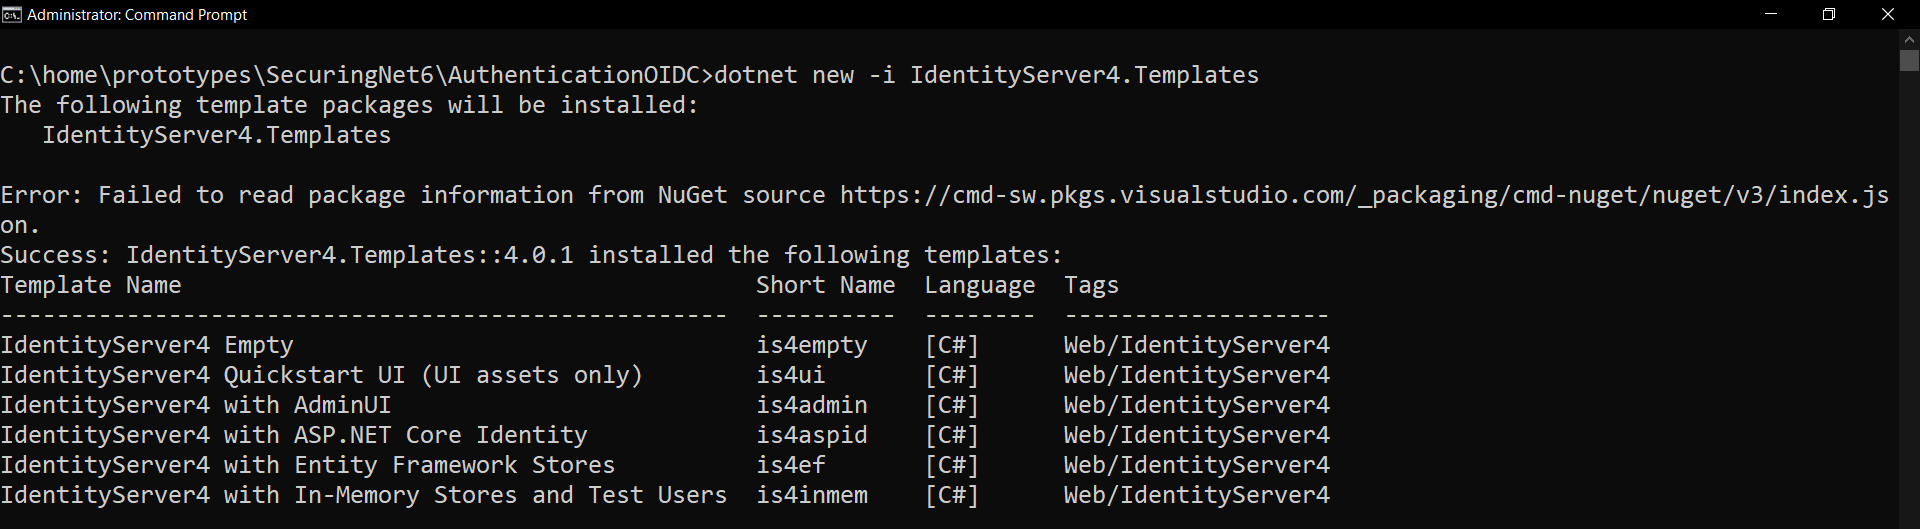 Administrator: Command Prompt
C:\home\prototypes\SecuringNet6\AuthenticationOIDC>dotnet new -i IdentityServer4.Templates
The following template packages will be installed:
   IdentityServer4.Templates

Error: Failed to read package information from NuGet source https://cmd-sw.pkgs.visualstudio.com/_packaging/cmd-nuget/nuget/v3/index.js
on.
Success: IdentityServer4.Templates::4.0.1 installed the following templates:
Template Name                                         Short Name  Language  Tags
----------------------------------------------------  ----------  --------  -------------------
IdentityServer4 Empty                                 is4empty    [C#]      Web/IdentityServer4
IdentityServer4 Quickstart UI (UI assets only)        is4ui       [C#]      Web/IdentityServer4
IdentityServer4 with AdminUI                          is4admin    [C#]      Web/IdentityServer4
IdentityServer4 with ASP.NET Core Identity            is4aspid    [C#]      Web/IdentityServer4
IdentityServer4 with Entity Framework Stores          is4ef       [C#]      Web/IdentityServer4
IdentityServer4 with In-Memory Stores and Test Users  is4inmem    [C#]      Web/IdentityServer4